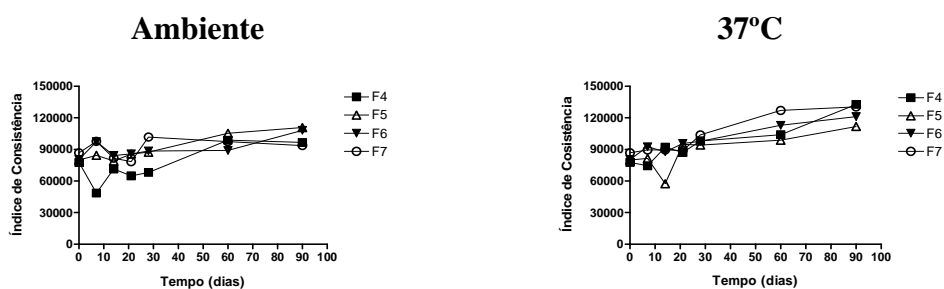 Ambiente
150000
120000
90000
60000
30000
0
0 10 20 30 40 50 60 70 80 90 100
Índice de Consistência
Tempo (dias)
F4
F5
F6
F7
37ºC
150000
120000
90000
60000
30000
0
0 10 20 30 40 50 60 70 80 90 100
Índice de Cosistência
Tempo (dias)
F4
F5
F6
F7